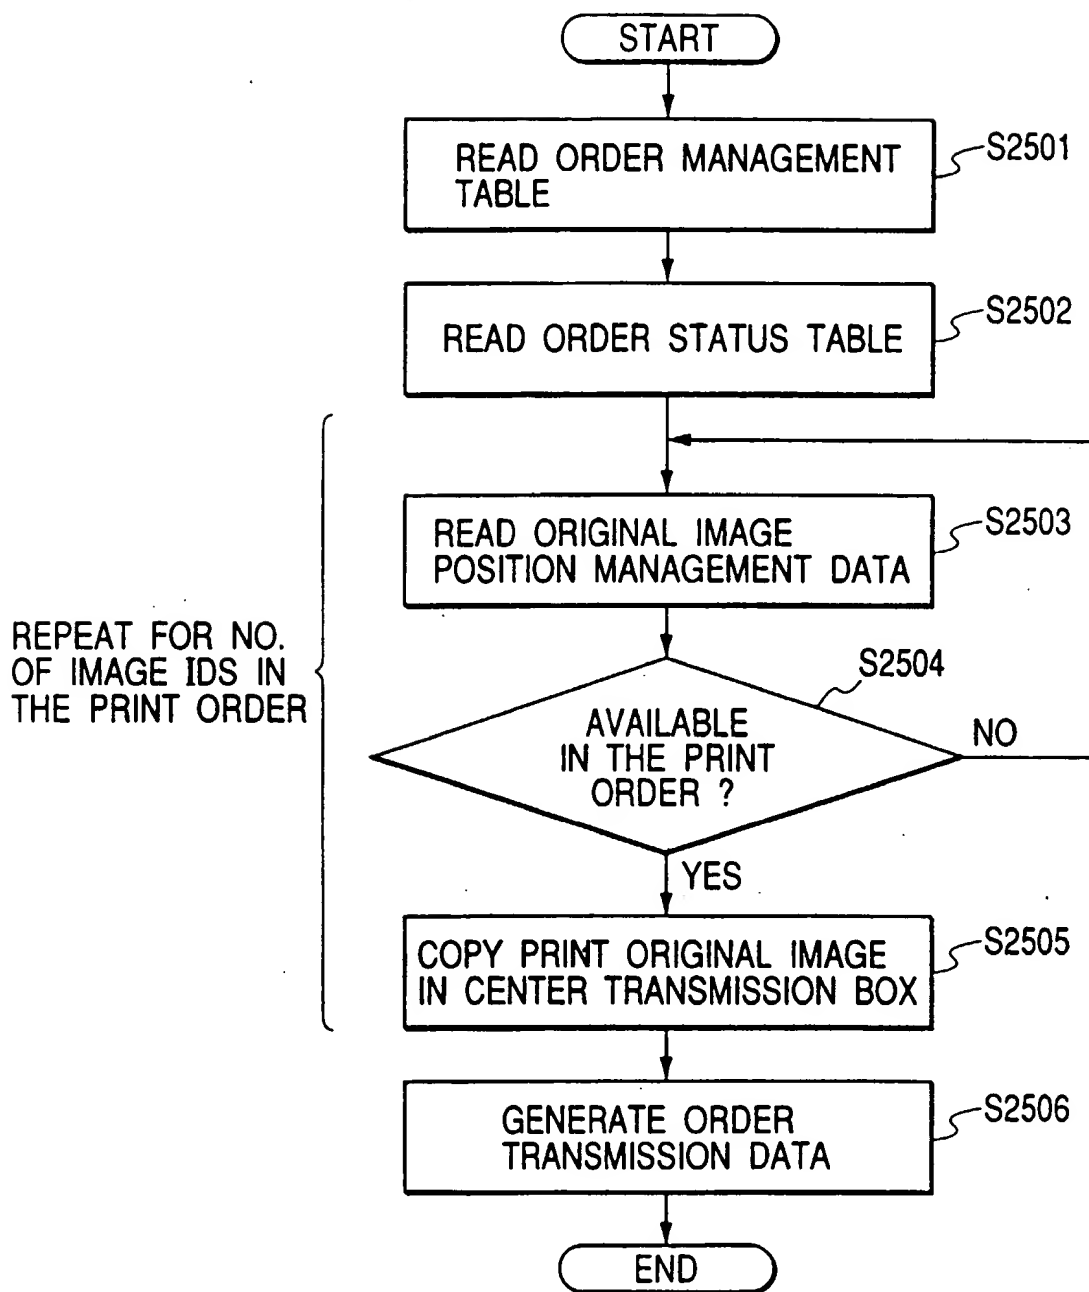 START
READ ORDER MANAGEMENT
TABLE
S2501
READ ORDER STATUS TABLE
S2502
READ ORIGINAL IMAGE
POSITION MANAGEMENT DATA
S2503
REPEAT FOR NO.
OF IMAGE IDS IN
THE PRINT ORDER
S2504
AVAILABLE
IN THE PRINT
ORDER ?
NO
YES
COPY PRINT ORIGINAL IMAGE
IN CENTER TRANSMISSION BOX
S2505
GENERATE ORDER
TRANSMISSION DATA
S2506
END